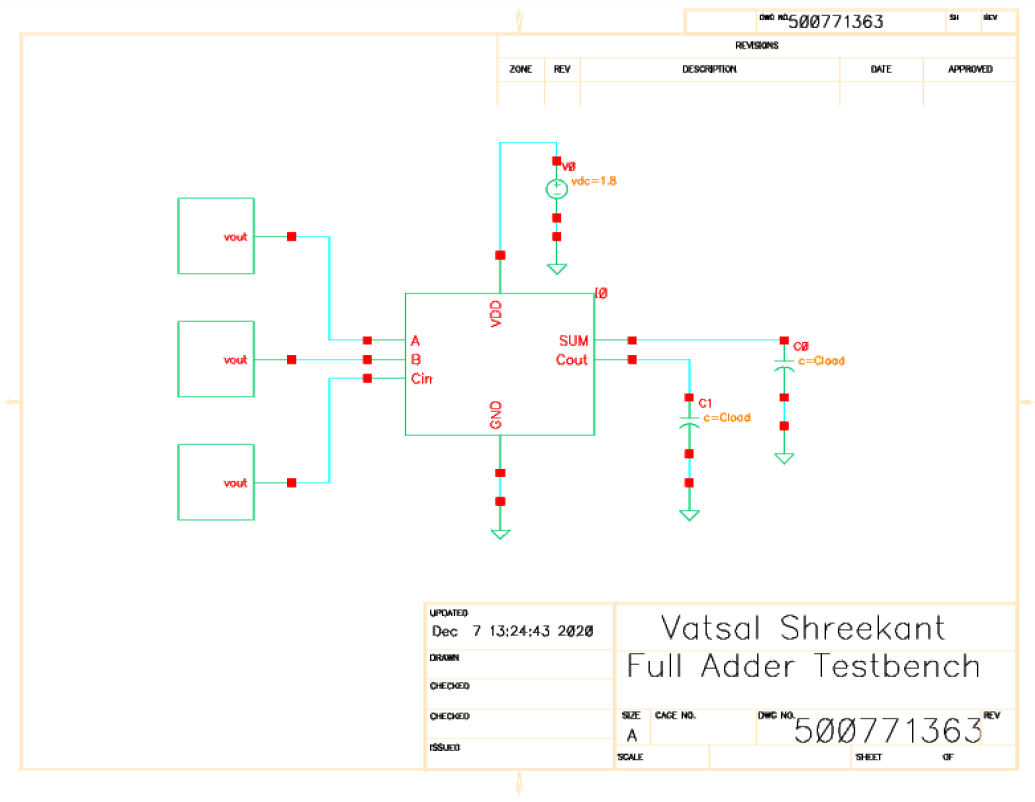 DWG NO. 500771363 SH REV
REVISIONS
ZONE REV DESCRIPTION DATE APPROVED
V0
vdc=1.8
vout
vout
vout
I0
VDD
A
B
Cin
SUM
Cout
GND
C0
c=Cload
C1
c=Cload
UPDATED
Dec 7 13:24:43 2020
DRAWN
CHECKED
CHECKED
ISSUED
Vatsal Shreekant
Full Adder Testbench
SIZE CAGE NO. DWG NO. REV
A 500771363
SCALE SHEET OF